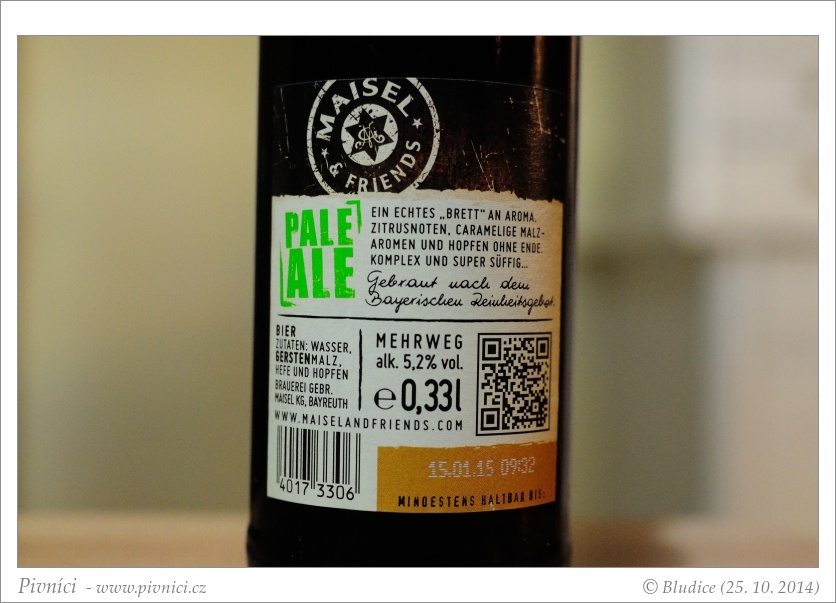 MAISEL
& FRIENDS
PALE
ALE
EIN ECHTES „BRETT“ AN AROMA.
ZITRUSNOTEN, CARAMELIGE MALZ-
AROMEN UND HOPFEN OHNE ENDE.
KOMPLEX UND SUPER SÜFFIG...
Gebraut nach dem
Bayerischen Reinheitsgebot.
BIER
ZUTATEN: WASSER,
GERSTENMALZ,
HEFE UND HOPFEN
BRAUEREI GEBR.
MAISEL KG, BAYREUTH
MEHRWEG
alk. 5,2% vol.
℮ 0,33l
WWW.MAISELANDFRIENDS.COM
4017 3306
15.01.15 09:32
MINDESTENS HALTBAR BIS:
Pivníci - www.pivnici.cz
© Bludice (25. 10. 2014)